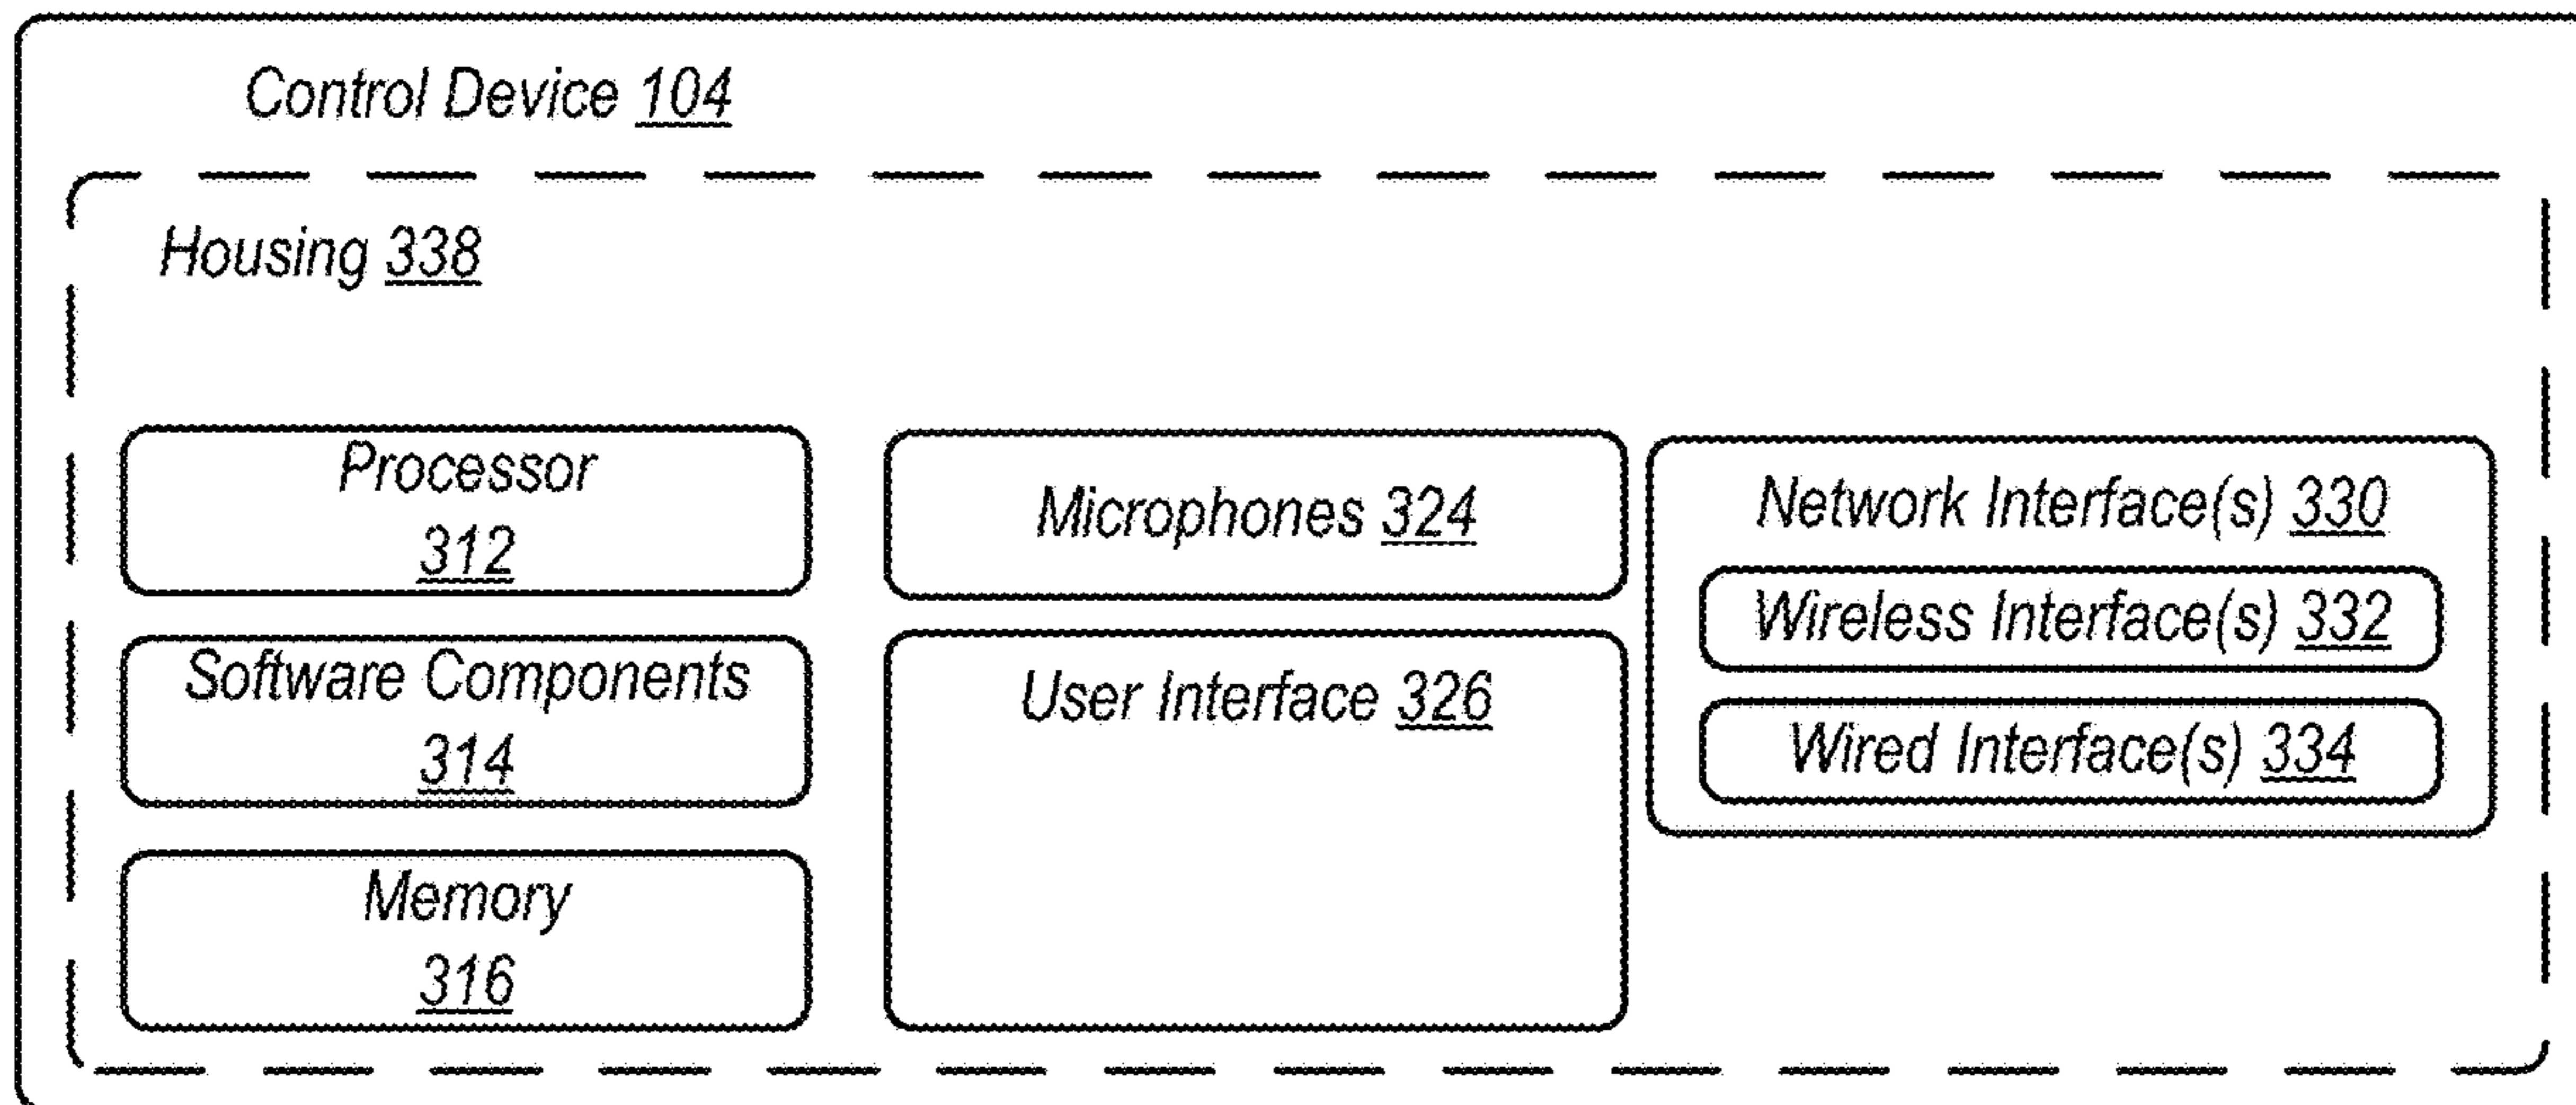 Control Device 104
Housing 338
Processor
312
Software Components
314
Memory
316
Microphones 324
User Interface 326
Network Interface(s) 330
Wireless Interface(s) 332
Wired Interface(s) 334